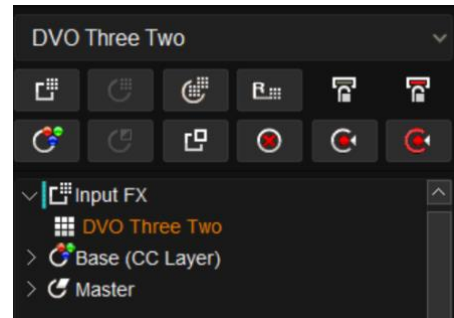 DVO Three Two
R
Input FX
DVO Three Two
Base (CC Layer)
Master